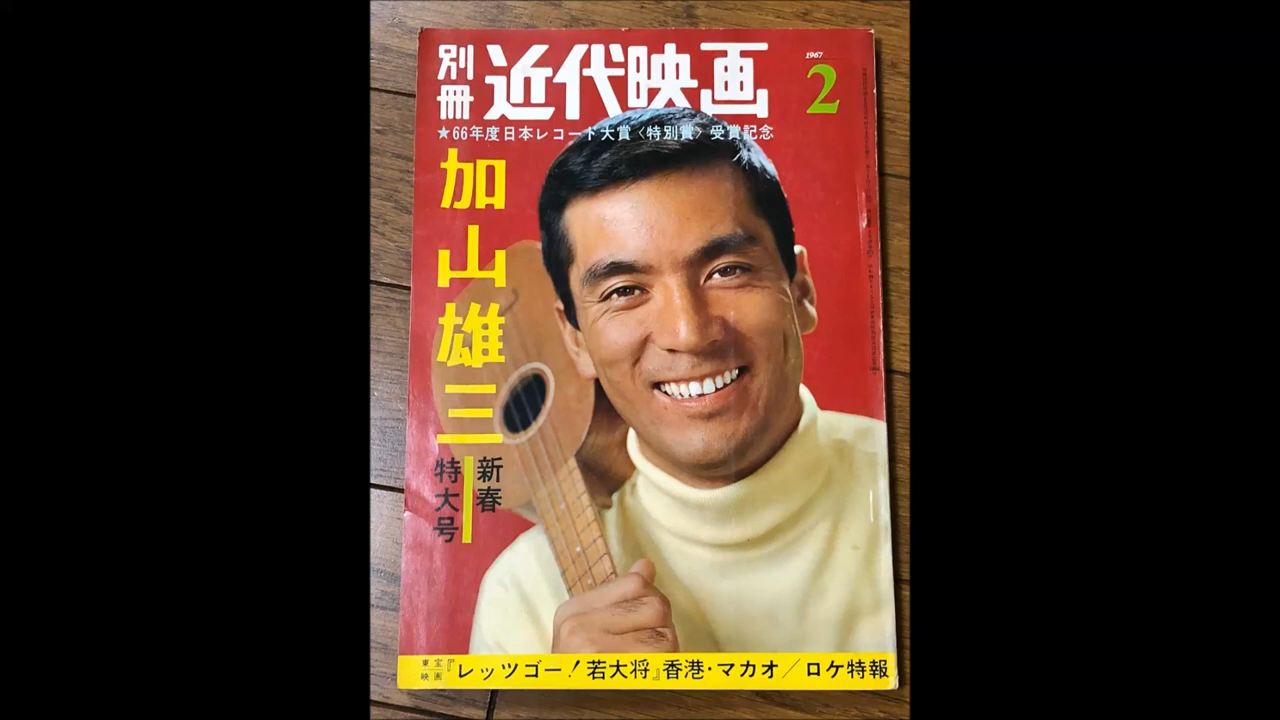 別冊
近代映画
1967
2
★66年度日本レコード大賞〈特別賞〉受賞記念
加山雄三
新春
特大号
東宝
映画
『レッツゴー!若大将』香港・マカオ/ロケ特報